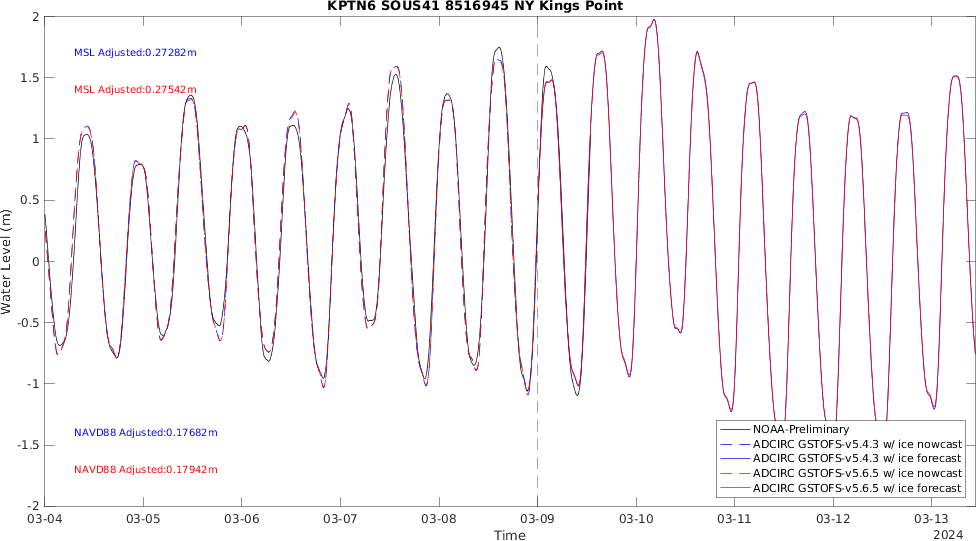 KPTN6 SOUS41 8516945 NY Kings Point
MSL Adjusted:0.27282m
MSL Adjusted:0.27542m
NAVD88 Adjusted:0.17682m
NAVD88 Adjusted:0.17942m
Water Level (m)
2
1.5
1
0.5
0
-0.5
-1
-1.5
-2
NOAA-Preliminary
ADCIRC GSTOFS-v5.4.3 w/ ice nowcast
ADCIRC GSTOFS-v5.4.3 w/ ice forecast
ADCIRC GSTOFS-v5.6.5 w/ ice nowcast
ADCIRC GSTOFS-v5.6.5 w/ ice forecast
03-04 03-05 03-06 03-07 03-08 03-09 03-10 03-11 03-12 03-13
Time
2024